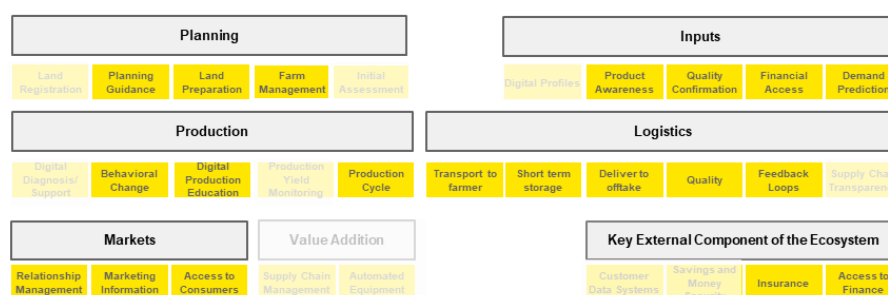 Planning
Inputs
Land
Registration
Planning
Guidance
Land
Preparation
Farm
Management
Initial
Assessment
Digital Profiles
Product
Awareness
Quality
Confirmation
Financial
Access
Demand
Prediction
Production
Logistics
Digital
Diagnosis/
Support
Behavioral
Change
Digital
Production
Education
Production
Yield
Monitoring
Production
Cycle
Transport to
farmer
Short term
storage
Deliver to
offtake
Quality
Feedback
Loops
Supply Chai
Transparen
Markets
Value Addition
Key External Component of the Ecosystem
Relationship
Management
Marketing
Information
Access to
Consumers
Supply Chain
Management
Automated
Equipment
Customer
Data Systems
Savings and
Money
Insurance
Access to
Finance